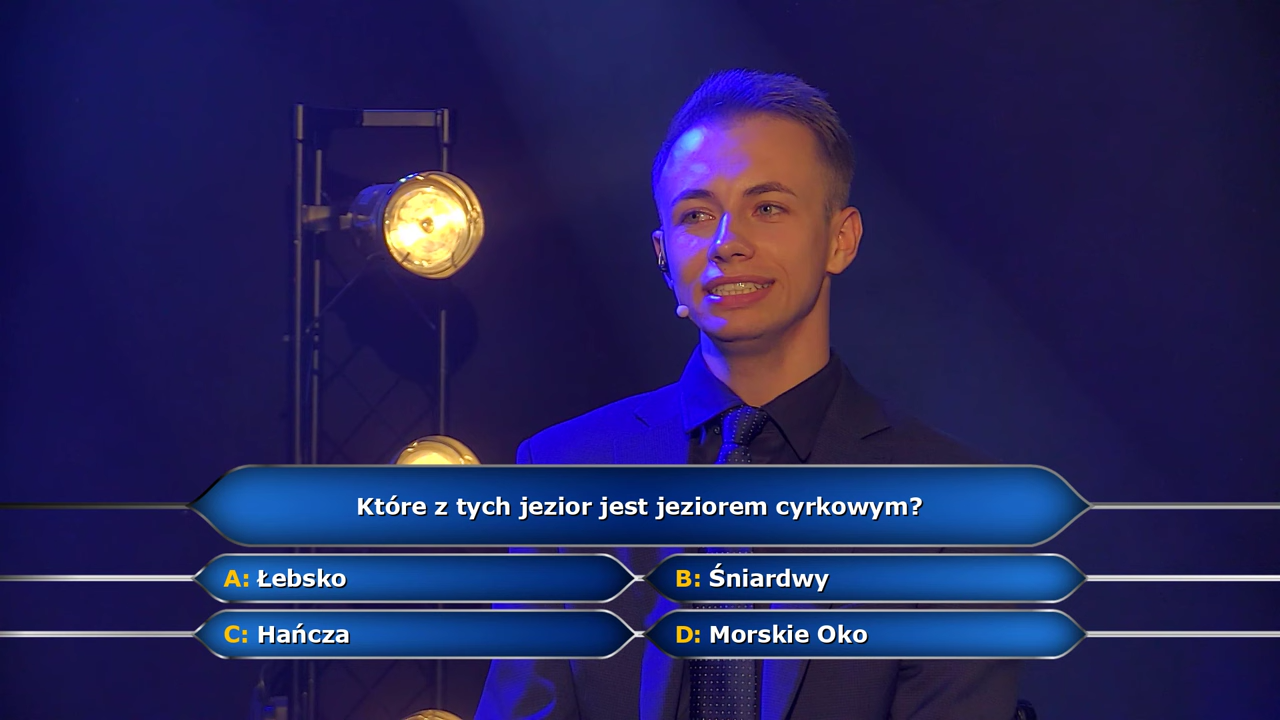 Które z tych jezior jest jeziorem cyrkowym?
A: Łebsko
B: Śniardwy
C: Hańcza
D: Morskie Oko